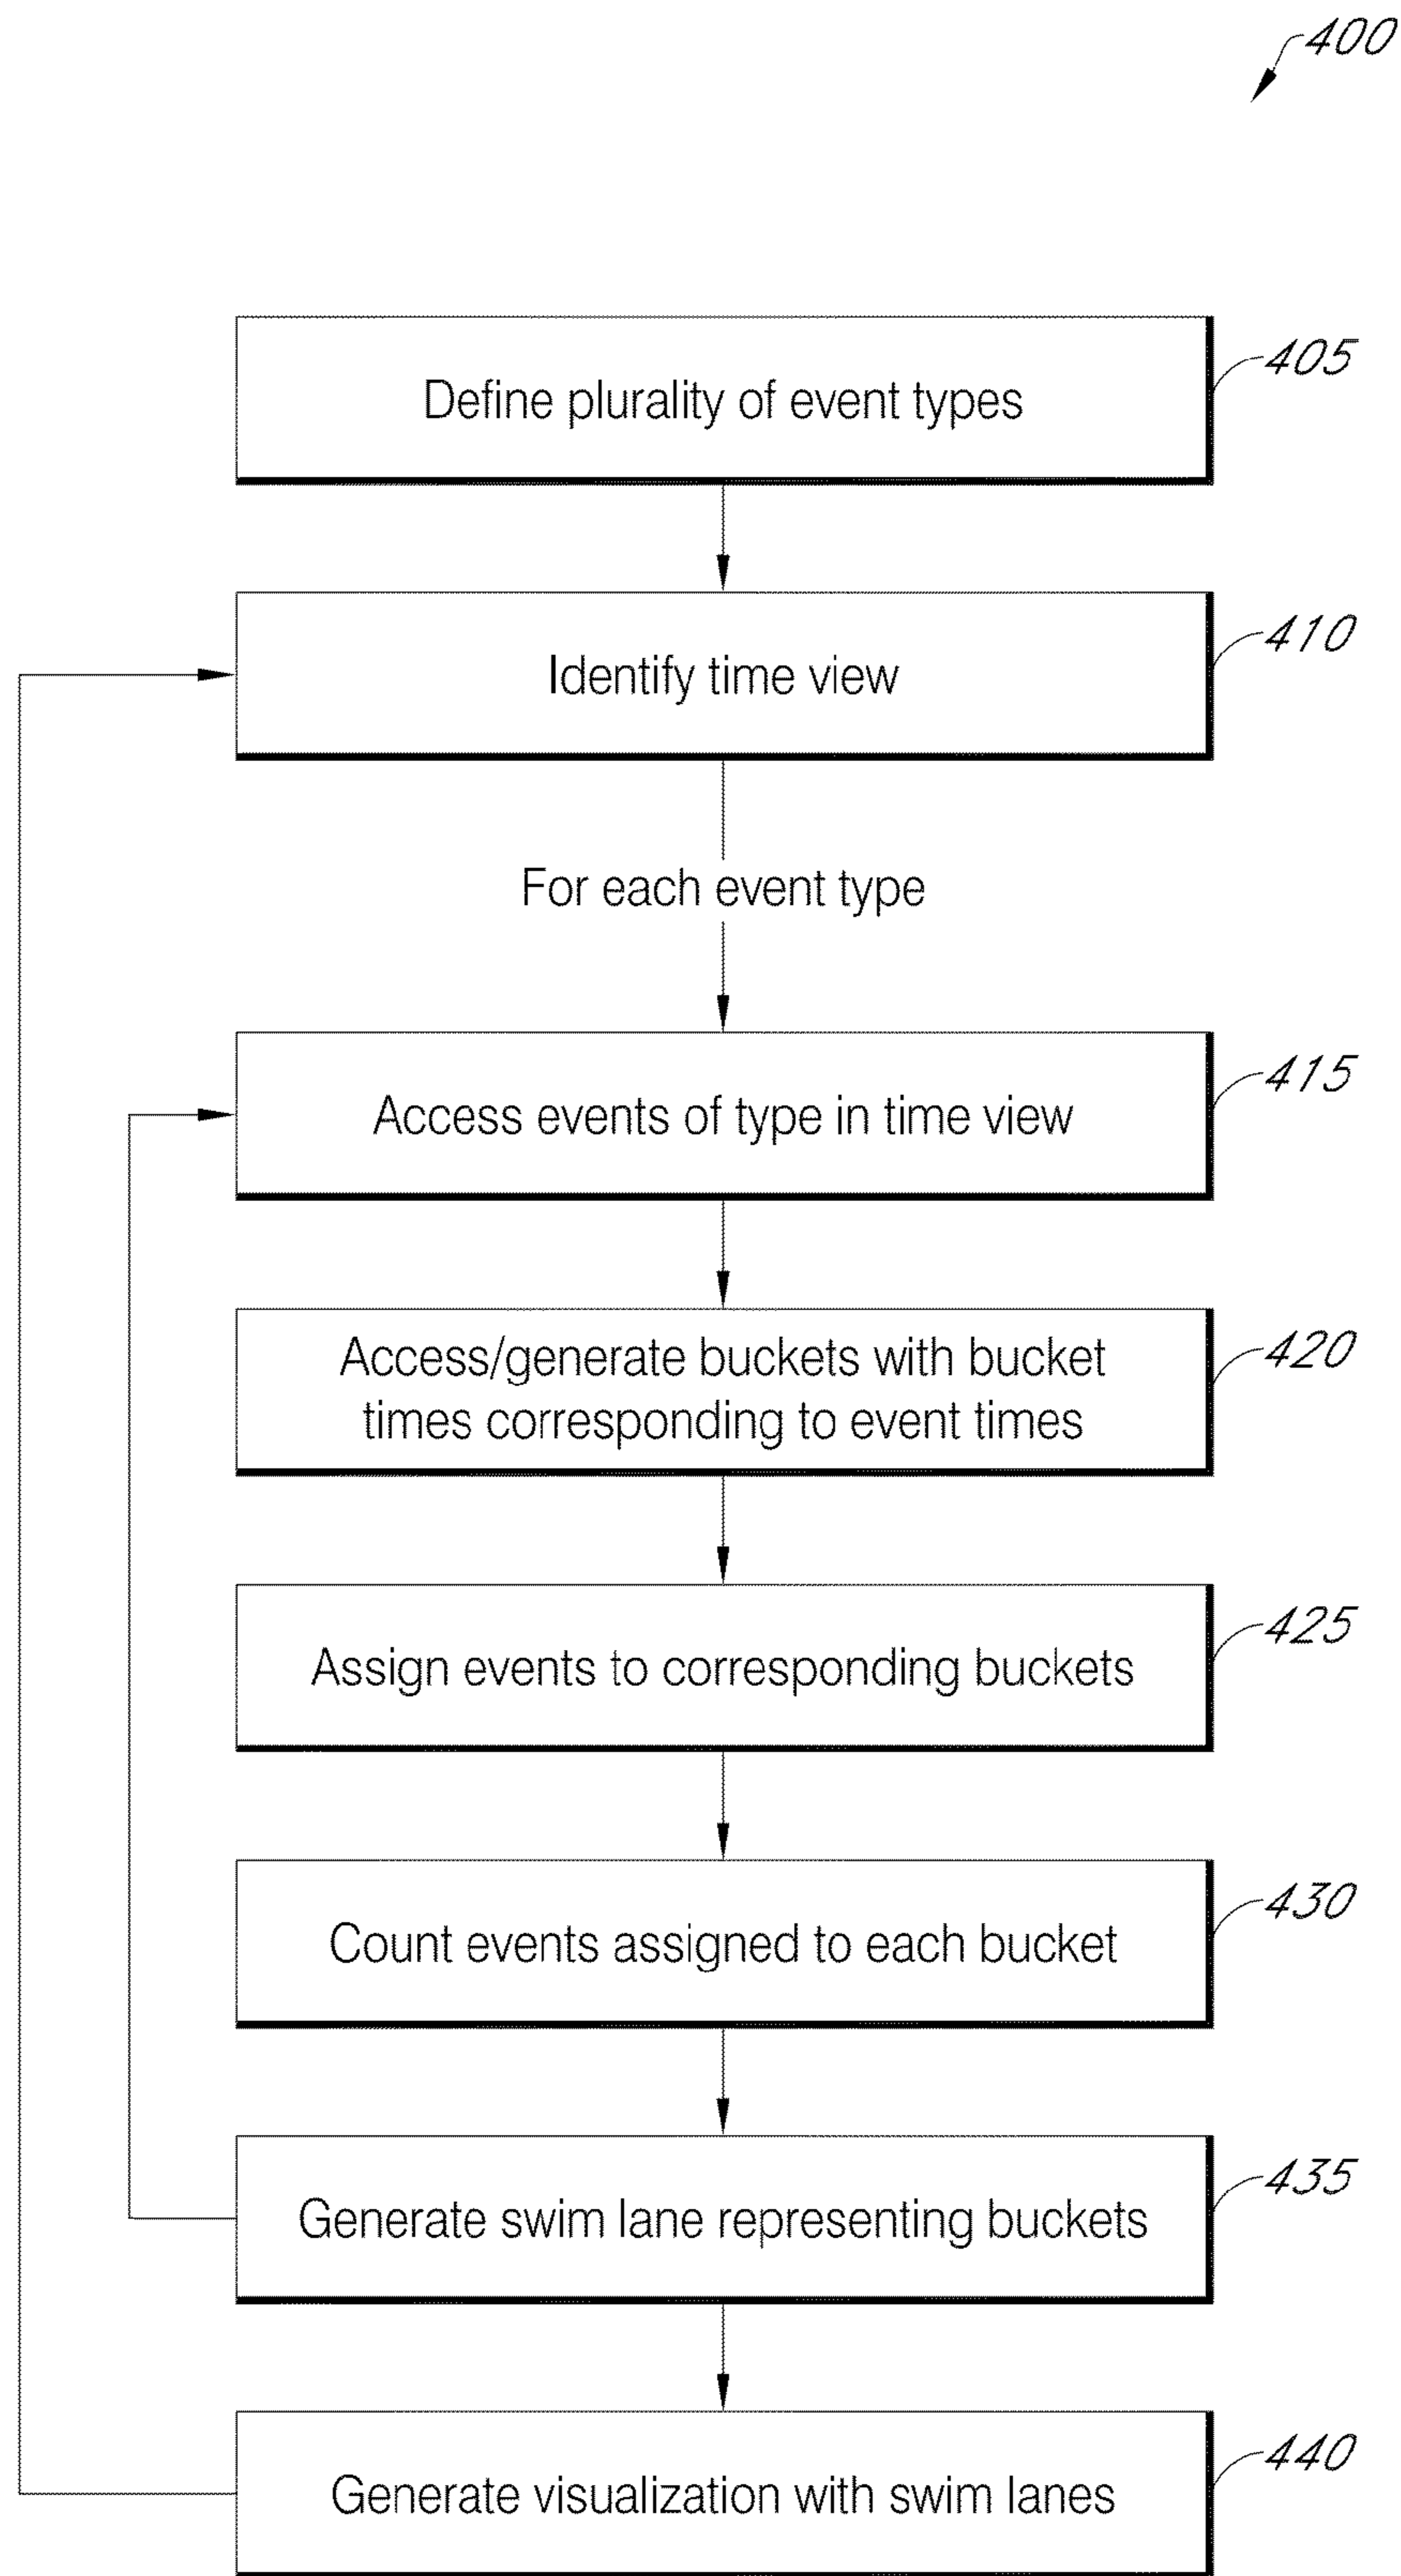 400
Define plurality of event types
405
Identify time view
410
For each event type
Access events of type in time view
415
Access/generate buckets with bucket
times corresponding to event times
420
Assign events to corresponding buckets
425
Count events assigned to each bucket
430
Generate swim lane representing buckets
435
Generate visualization with swim lanes
440